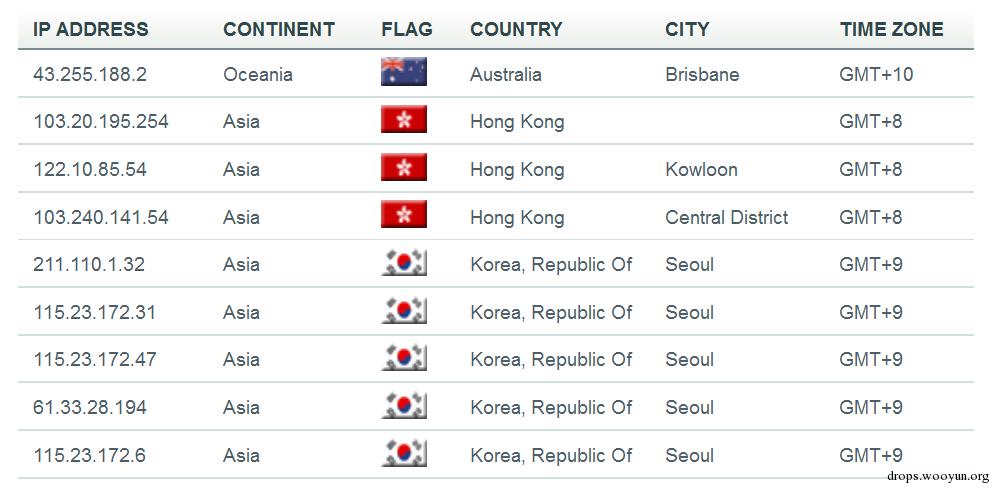 IP ADDRESS CONTINENT FLAG COUNTRY CITY TIME ZONE
43.255.188.2 Oceania Australia Brisbane GMT+10
103.20.195.254 Asia Hong Kong GMT+8
122.10.85.54 Asia Hong Kong Kowloon GMT+8
103.240.141.54 Asia Hong Kong Central District GMT+8
211.110.1.32 Asia Korea, Republic Of Seoul GMT+9
115.23.172.31 Asia Korea, Republic Of Seoul GMT+9
115.23.172.47 Asia Korea, Republic Of Seoul GMT+9
61.33.28.194 Asia Korea, Republic Of Seoul GMT+9
115.23.172.6 Asia Korea, Republic Of Seoul GMT+9
drops.wooyun.org